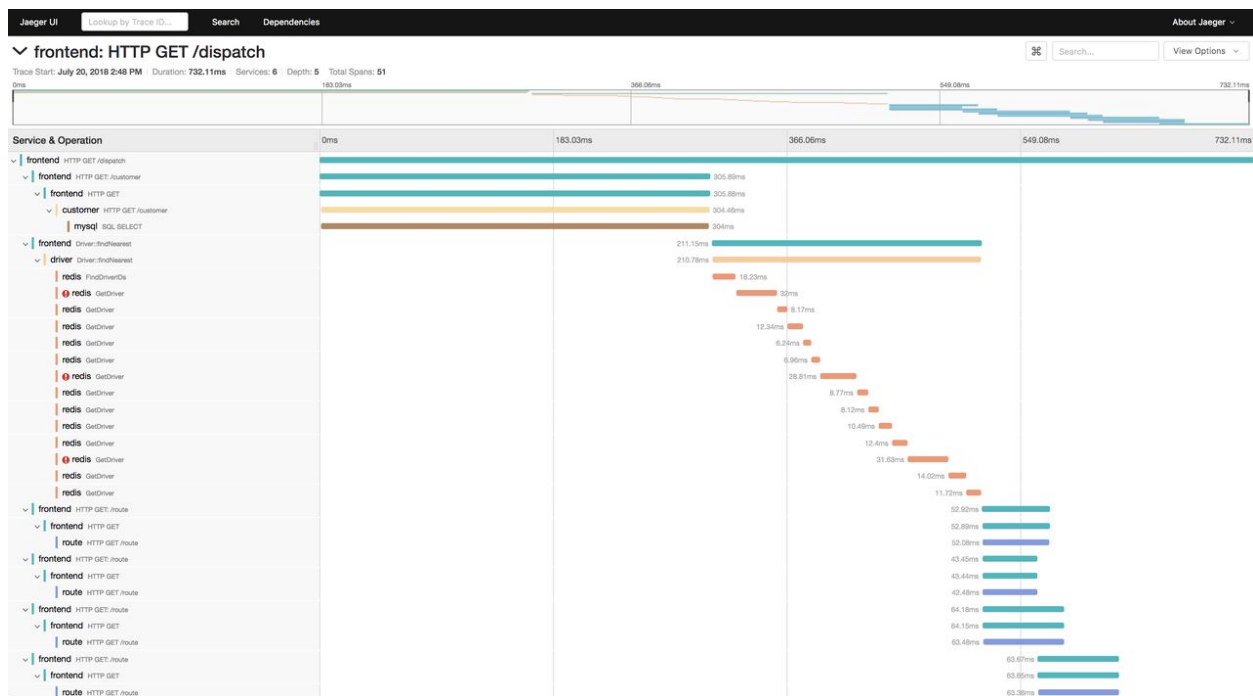 Jaeger UI Lookup by Trace ID... Search Dependencies About Jaeger
frontend: HTTP GET /dispatch ⌘ Search... View Options
Trace Start: July 20, 2018 2:48 PM | Duration: 732.11ms | Services: 6 | Depth: 5 | Total Spans: 51
0ms 183.03ms 366.06ms 549.08ms 732.11ms
Service & Operation 0ms 183.03ms 366.06ms 549.08ms 732.11ms
frontend HTTP GET /dispatch
frontend HTTP GET: /customer 305.89ms
frontend HTTP GET 305.88ms
customer HTTP GET /customer 304.48ms
mysql SQL SELECT 304ms
frontend Driver::findNearest 211.15ms
driver Driver::findNearest 210.78ms
redis FindDriverIDs 18.23ms
redis GetDriver 32ms
redis GetDriver 8.17ms
redis GetDriver 12.34ms
redis GetDriver 6.24ms
redis GetDriver 6.96ms
redis GetDriver 28.81ms
redis GetDriver 8.77ms
redis GetDriver 8.12ms
redis GetDriver 10.49ms
redis GetDriver 12.4ms
redis GetDriver 31.63ms
redis GetDriver 14.02ms
redis GetDriver 11.72ms
frontend HTTP GET: /route 52.92ms
frontend HTTP GET 52.89ms
route HTTP GET /route 52.08ms
frontend HTTP GET: /route 43.45ms
frontend HTTP GET 43.44ms
route HTTP GET /route 42.48ms
frontend HTTP GET: /route 64.18ms
frontend HTTP GET 64.15ms
route HTTP GET /route 63.48ms
frontend HTTP GET: /route 63.67ms
frontend HTTP GET 63.65ms
route HTTP GET /route 63.36ms